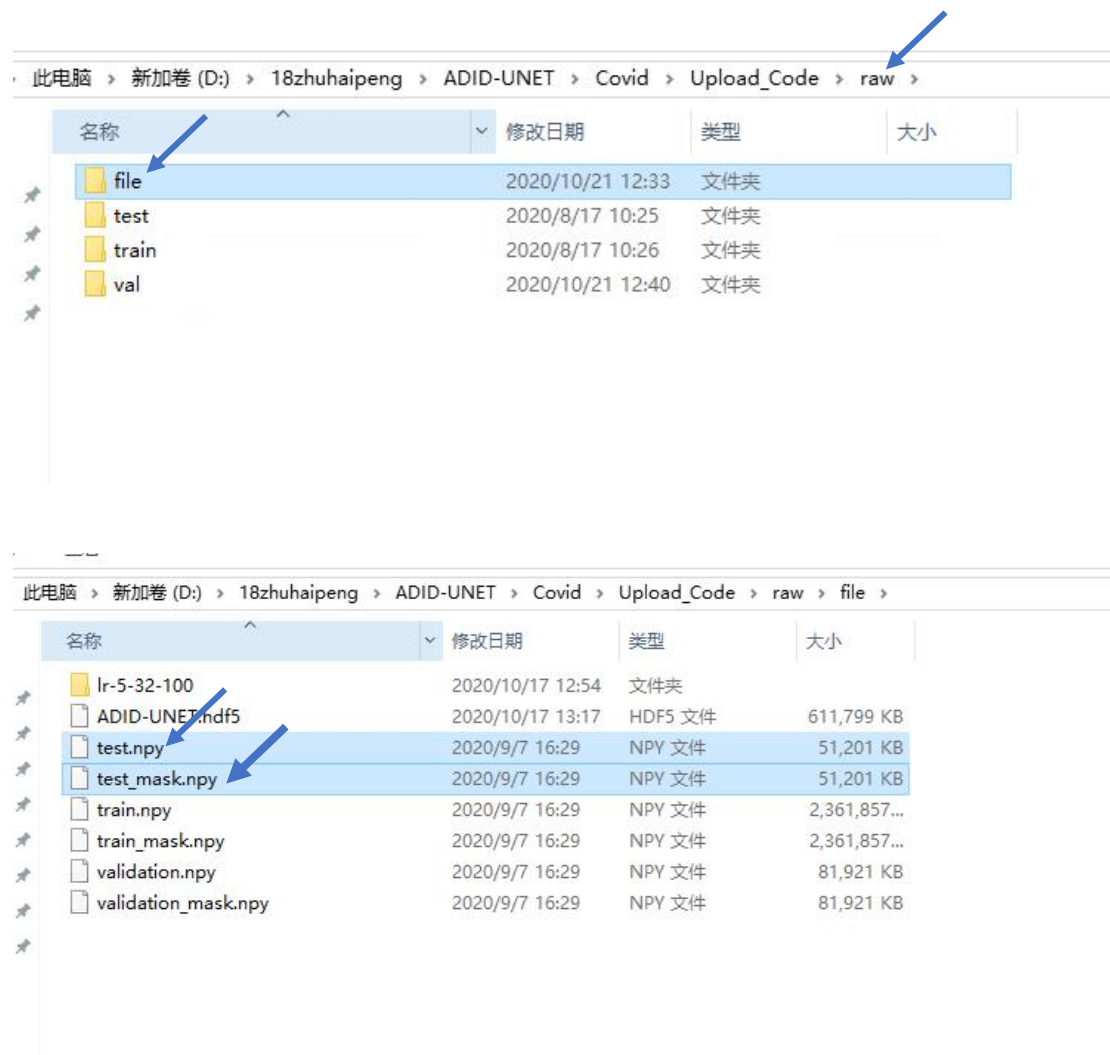 此电脑 > 新加卷 (D:) > 18zhuhaipeng > ADID-UNET > Covid > Upload_Code > raw >
名称 修改日期 类型 大小
file 2020/10/21 12:33 文件夹
test 2020/8/17 10:25 文件夹
train 2020/8/17 10:26 文件夹
val 2020/10/21 12:40 文件夹
此电脑 > 新加卷 (D:) > 18zhuhaipeng > ADID-UNET > Covid > Upload_Code > raw > file >
名称 修改日期 类型 大小
lr-5-32-100 2020/10/17 12:54 文件夹
ADID-UNET.hdf5 2020/10/17 13:17 HDF5 文件 611,799 KB
test.npy 2020/9/7 16:29 NPY 文件 51,201 KB
test_mask.npy 2020/9/7 16:29 NPY 文件 51,201 KB
train.npy 2020/9/7 16:29 NPY 文件 2,361,857...
train_mask.npy 2020/9/7 16:29 NPY 文件 2,361,857...
validation.npy 2020/9/7 16:29 NPY 文件 81,921 KB
validation_mask.npy 2020/9/7 16:29 NPY 文件 81,921 KB